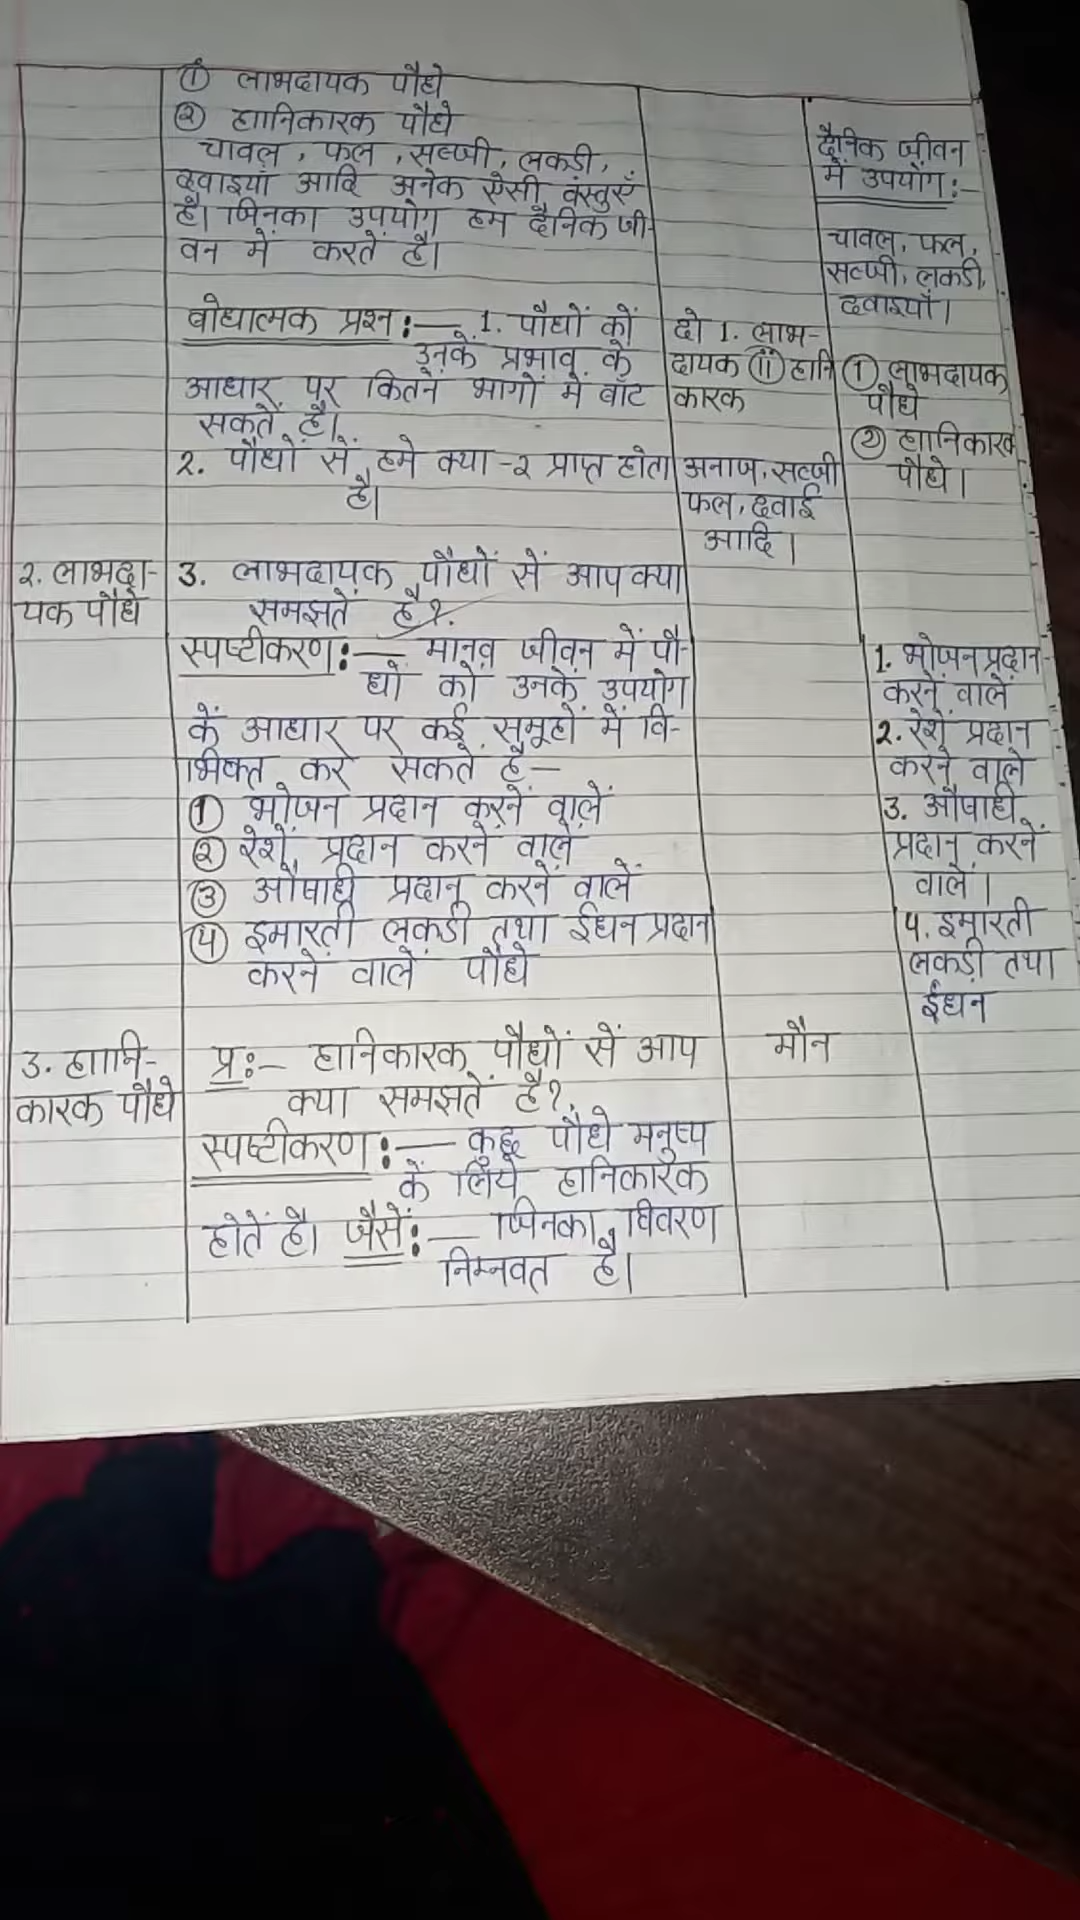 ① लाभदायक पौधे
② हानिकारक पौधे
चावल, फल, सब्जी, लकडी,
दवाइयाँ आदि अनेक ऐसी वस्तुएँ
है। जिनका उपयोग हम दैनिक जी-
वन में करतें है।
बोधात्मक प्रश्न :— 1. पौधों कों
उनकें प्रभाव के
आधार पर कितने भागों में बाँट
सकतें है।
2. पौधों सें हमे क्या-२ प्राप्त होता
है।
3. लाभदायक पौधों सें आप क्या
समझतें है?
स्पष्टीकरण :— मानव जीवन में पौ-
धों कों उनकें उपयोग
कें आधार पर कई समूहों में वि-
भिक्त कर सकते है—
① भोजन प्रदान करनें वालें
② रेशें प्रदान करनें वालें
③ औषाधी प्रदान करनें वालें
④ इमारती लकडी तथा ईंधन प्रदान
करनें वालें पौधे
प्र :— हानिकारक पौधों सें आप
क्या समझतें है?
स्पष्टीकरण :— कुछ पौधे मनुष्य
कें लिये हानिकारक
होतें है। जैसें :— जिनका विवरण
निम्नवत है।
2. लाभदा-
यक पौधे
3. हानि-
कारक पौधे
दो 1. लाभ-
दायक ⅱ हानि
कारक
अनाज, सब्जी
फल, दवाई
आदि।
मौन
दैनिक जीवन
में उपयोग :—
चावल, फल,
सब्जी, लकडी,
दवाइयाँ।
① लाभदायक
पौधे
② हानिकारक
पौधे।
1. भोजन प्रदान
करनें वालें
2. रेशे प्रदान
करने वाले
3. औषाधी
प्रदान करनें
वालें।
4. इमारती
लकड़ी तथा
ईंधन